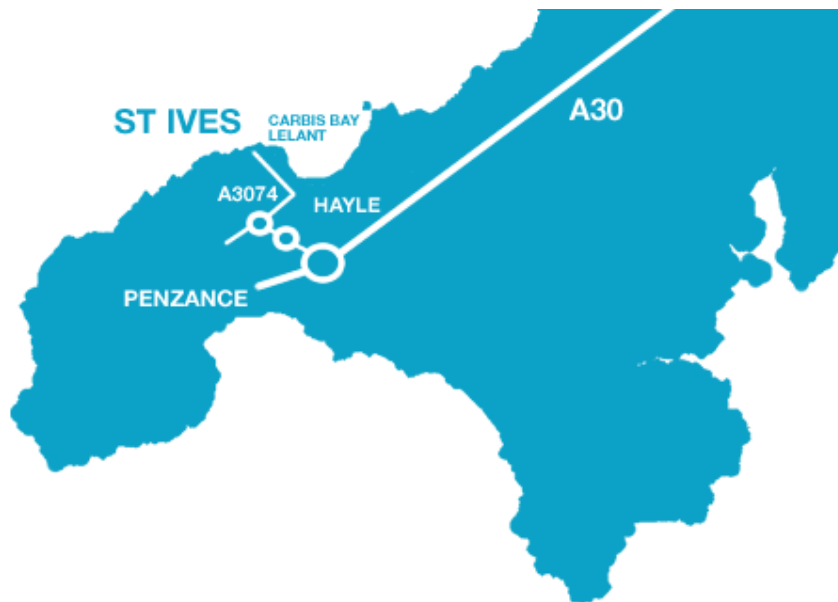 A30
ST IVES
CARBIS BAY
LELANT
A3074
HAYLE
PENZANCE